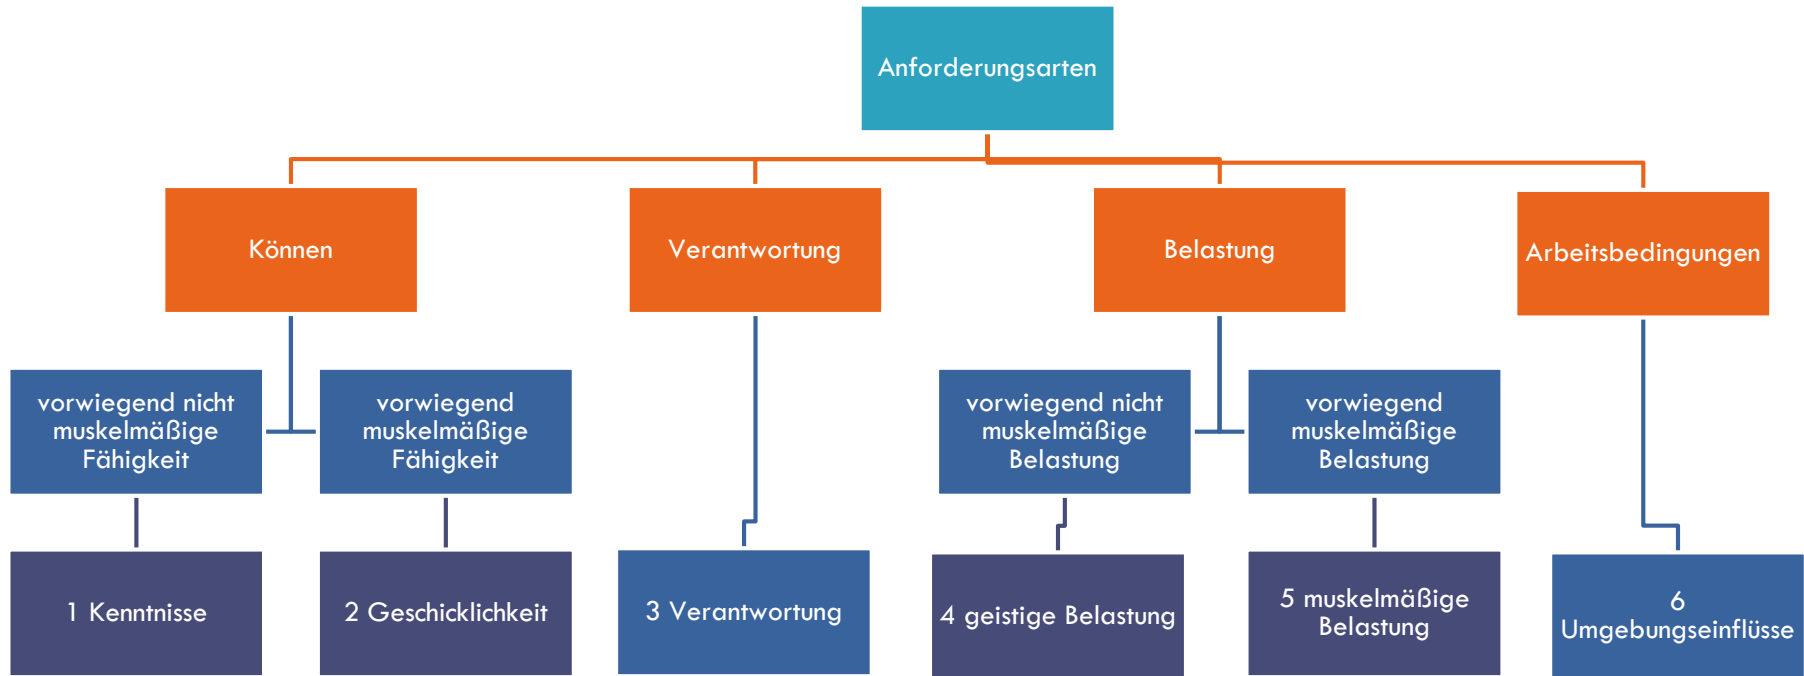 Anforderungsarten
Können
Verantwortung
Belastung
Arbeitsbedingungen
vorwiegend nicht
muskelmäßige
Fähigkeit
vorwiegend
muskelmäßige
Fähigkeit
vorwiegend nicht
muskelmäßige
Belastung
vorwiegend
muskelmäßige
Belastung
1 Kenntnisse
2 Geschicklichkeit
3 Verantwortung
4 geistige Belastung
5 muskelmäßige
Belastung
6
Umgebungseinflüsse